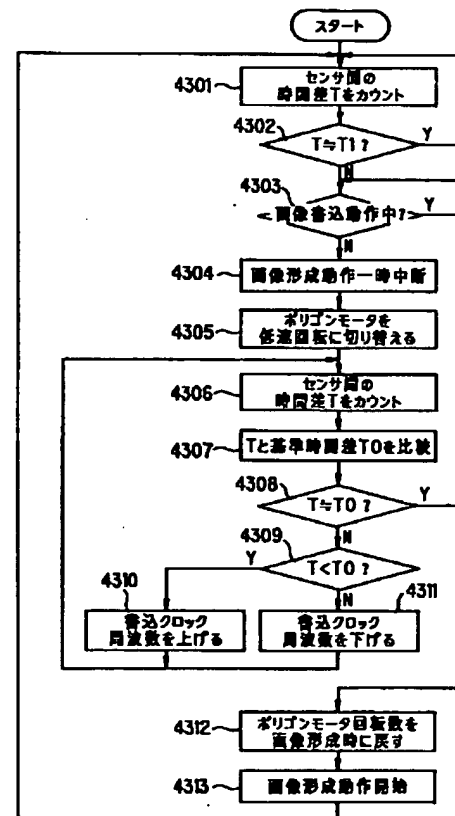 スタート
4301
センサ間の
時間差Tをカウント
4302
T≒T1?
Y
N
4303
画像書込動作中?
Y
N
4304
画像形成動作一時中断
4305
ポリゴンモータを
低速回転に切り替える
4306
センサ間の
時間差Tをカウント
4307
Tと基準時間差T0を比較
4308
T≒T0?
Y
N
4309
T<T0?
Y
N
4310
書込クロック
周波数を上げる
4311
書込クロック
周波数を下げる
4312
ポリゴンモータ回転数を
画像形成時に戻す
4313
画像形成動作開始